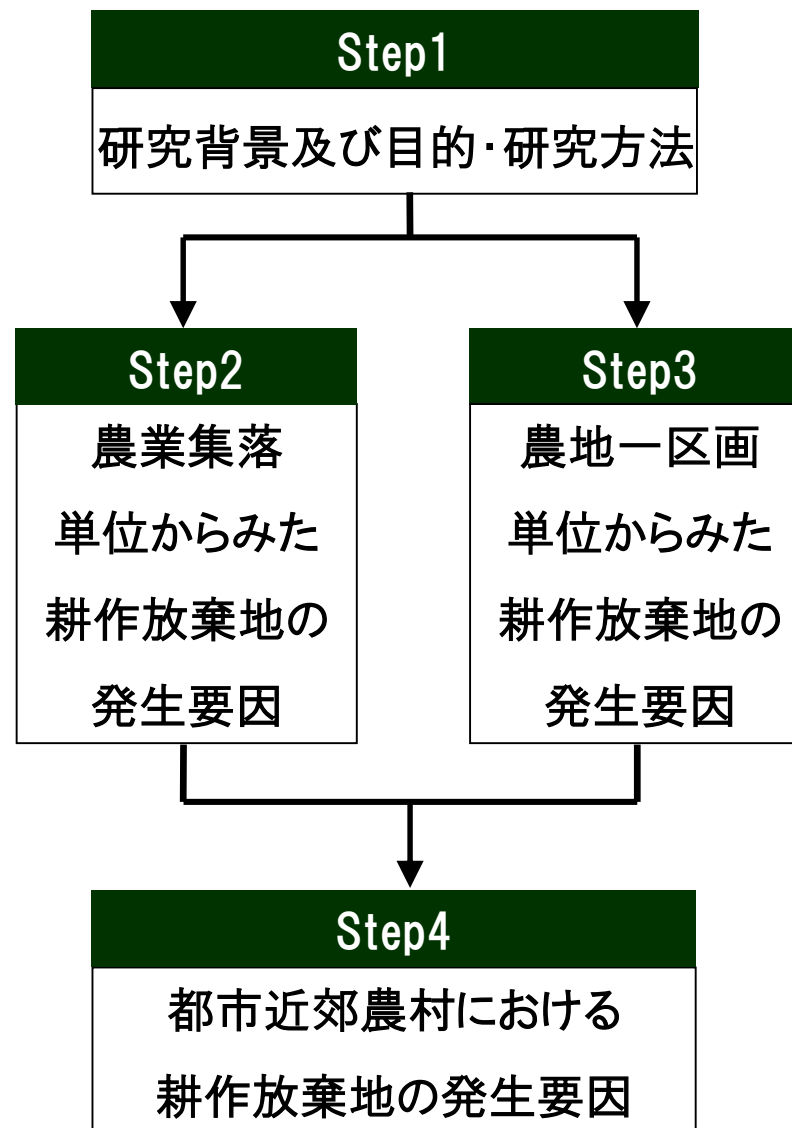 Step1
研究背景及び目的・研究方法
Step2
農業集落
単位からみた
耕作放棄地の
発生要因
Step3
農地一区画
単位からみた
耕作放棄地の
発生要因
Step4
都市近郊農村における
耕作放棄地の発生要因